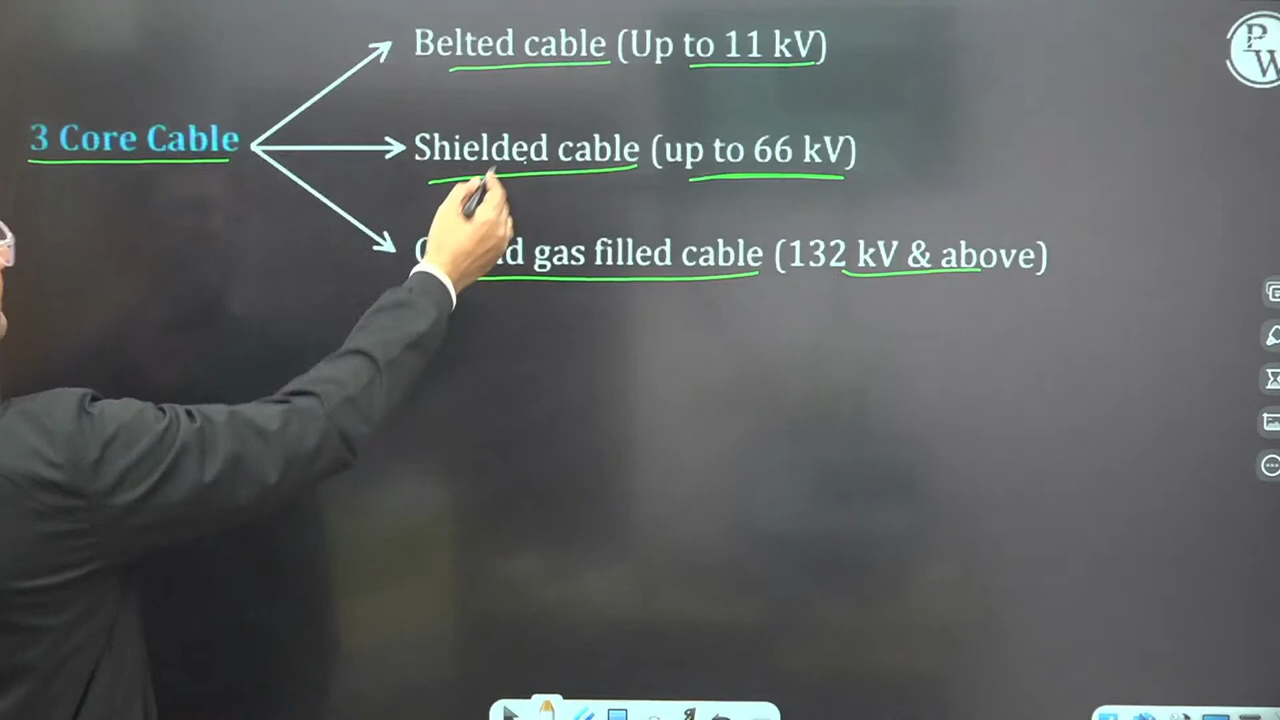 Belted cable (Up to 11 kV)
3 Core Cable
Shielded cable (up to 66 kV)
gas filled cable (132 kV & above)
PW